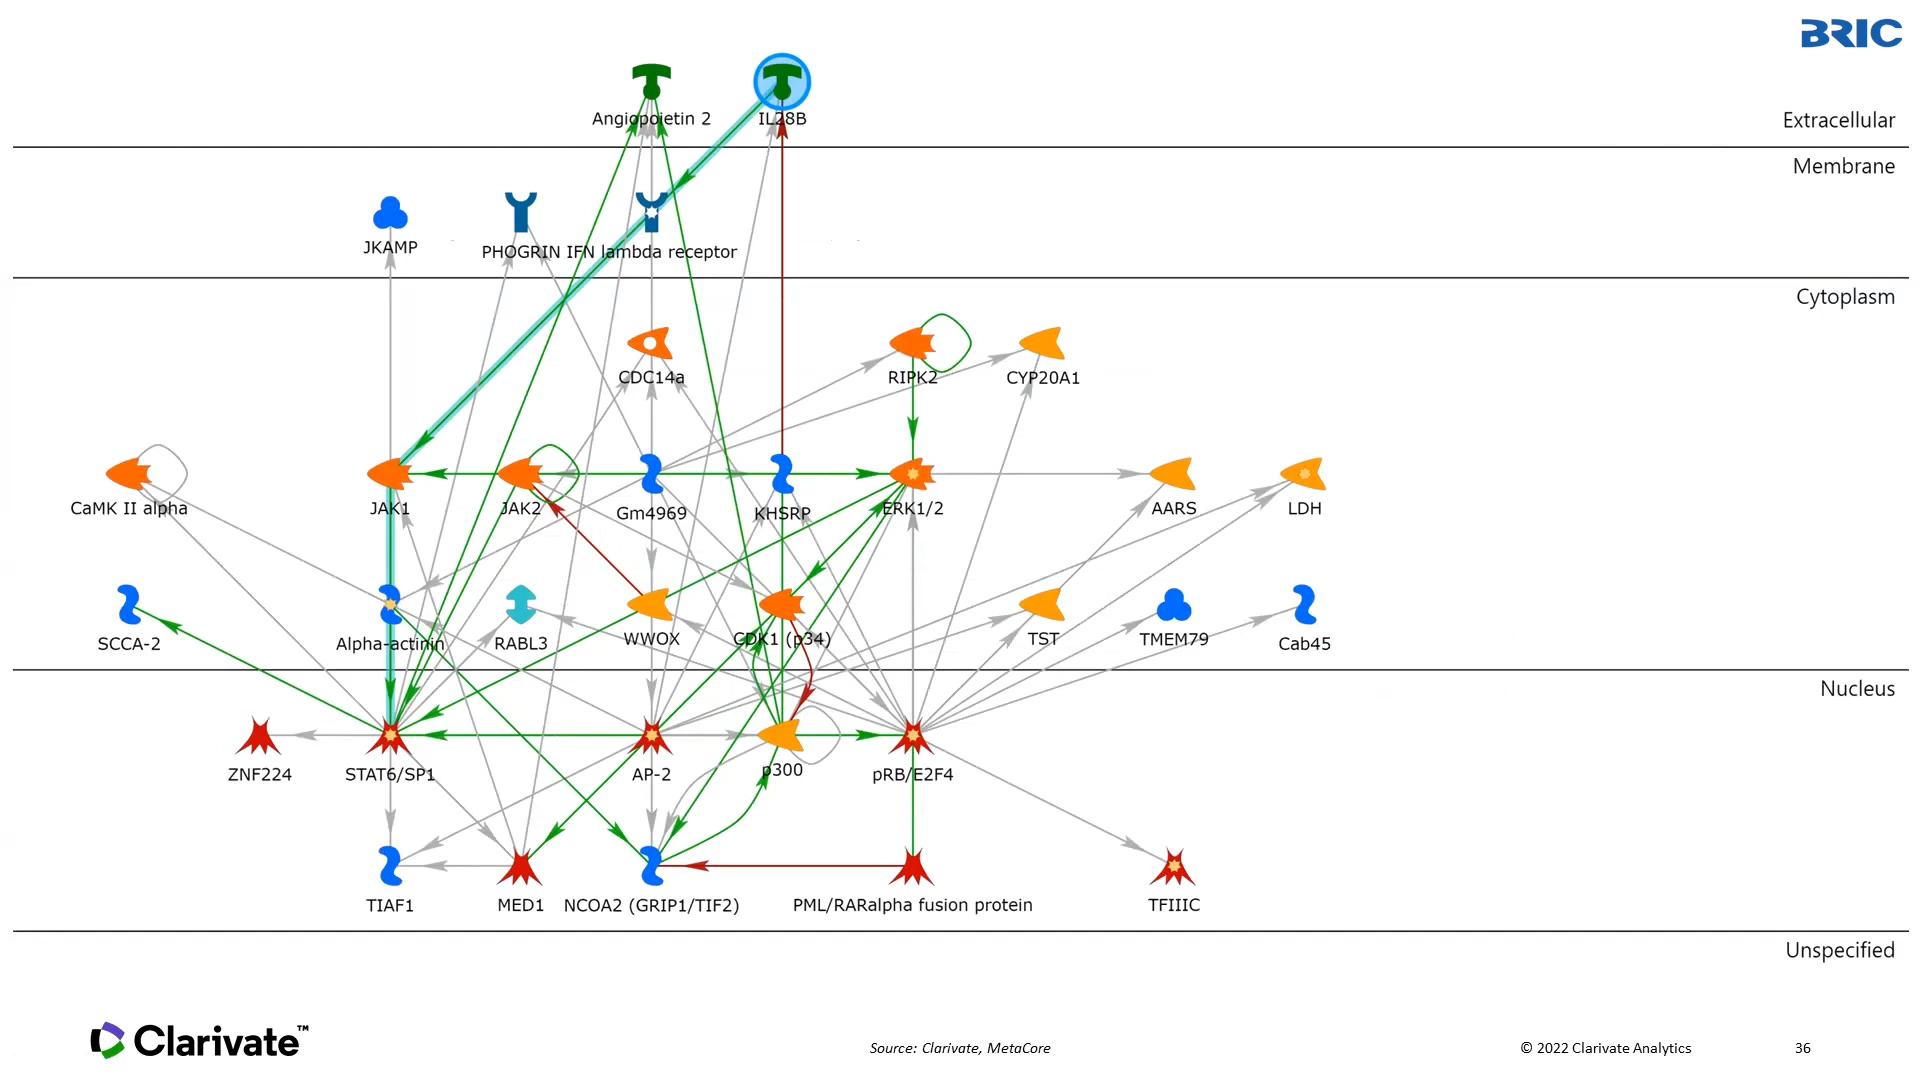 BRIC
Angiopoietin 2 IL28B
Extracellular
Membrane
JKAMP PHOGRIN IFN lambda receptor
Cytoplasm
CDC14a RIPK2 CYP20A1
CaMK II alpha JAK1 JAK2 Gm4969 KHSRP ERK1/2 AARS LDH
SCCA-2 Alpha-actinin RABL3 WWOX CDK1 (p34) TST TMEM79 Cab45
Nucleus
ZNF224 STAT6/SP1 AP-2 p300 pRB/E2F4
TIAF1 MED1 NCOA2 (GRIP1/TIF2) PML/RARalpha fusion protein TFIIIC
Unspecified
Clarivate™
Source: Clarivate, MetaCore
© 2022 Clarivate Analytics
36